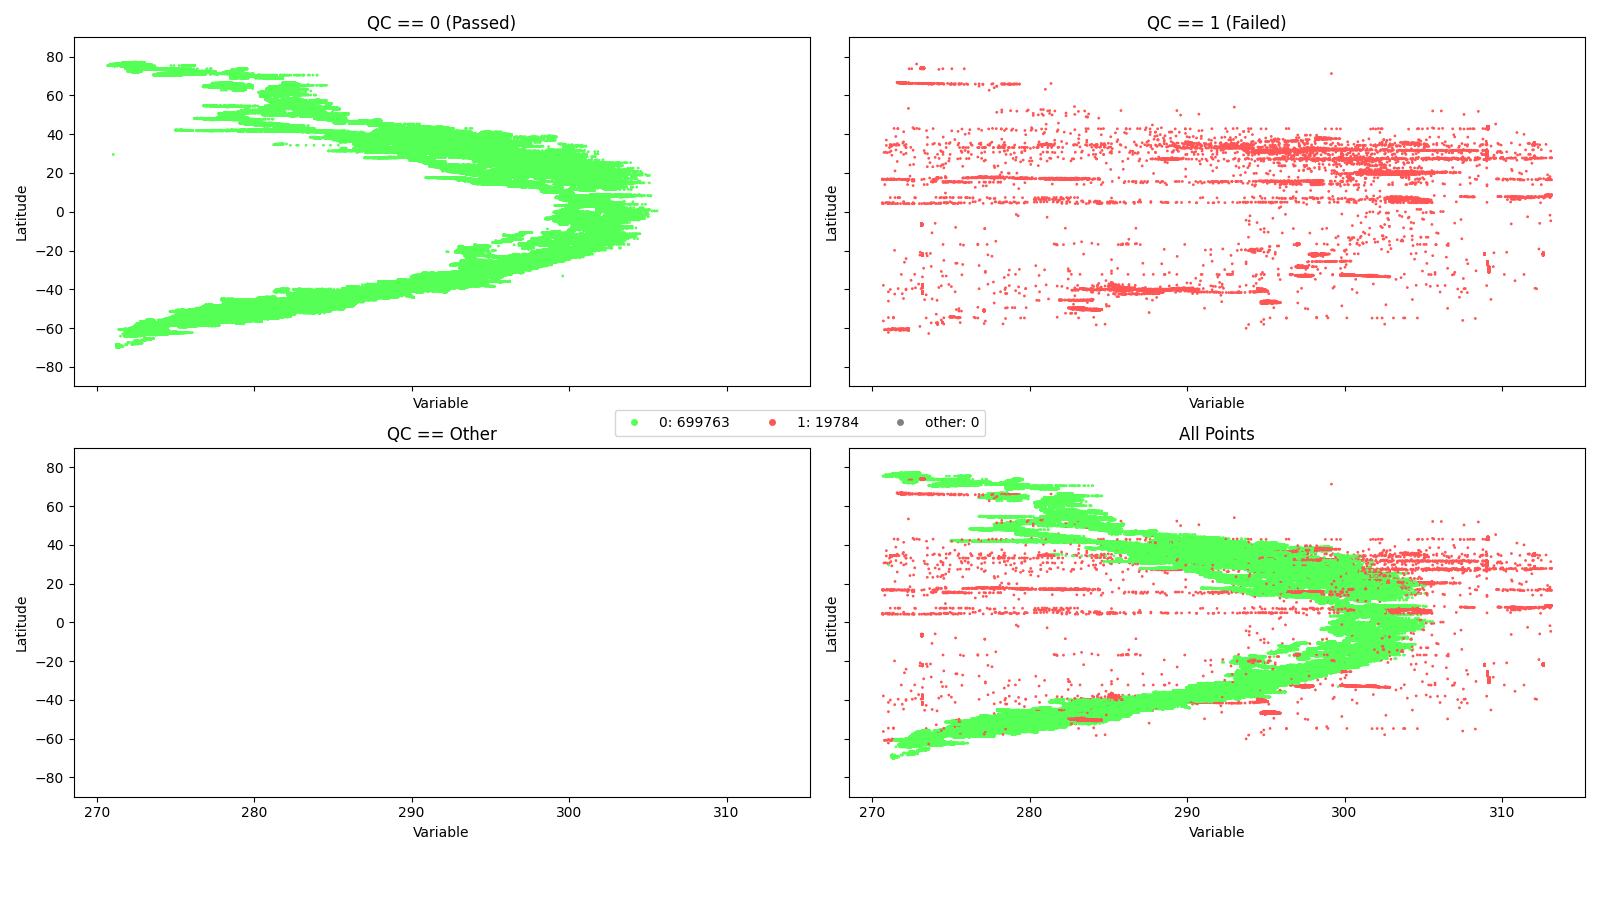 QC == 0 (Passed)
80
60
40
20
0
−20
−40
−60
−80
Latitude
Variable
QC == 1 (Failed)
Latitude
Variable
0: 699763 1: 19784 other: 0
QC == Other
80
60
40
20
0
−20
−40
−60
−80
Latitude
270 280 290 300 310
Variable
All Points
Latitude
270 280 290 300 310
Variable